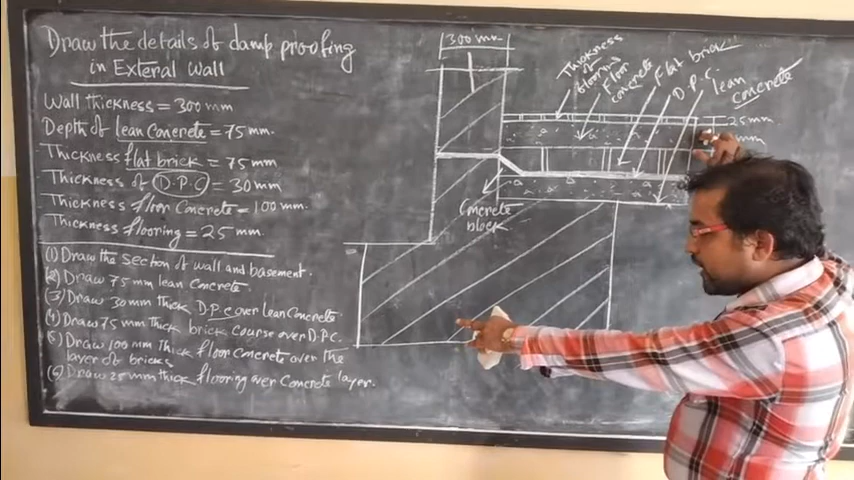 Draw the details of damp proofing
in Exteral wall
Wall thickness = 300 mm
Depth of lean concrete = 75 mm.
Thickness flat brick = 75 mm
Thickness of D.P.C = 30 mm
Thickness floor Concrete = 100 mm.
Thickness flooring = 25 mm.
(1) Draw the section of wall and basement.
(2) Draw 75 mm lean concrete.
(3) Draw 30 mm thick D.P.C over lean Concrete.
(4) Draw 75 mm thick brick course over D.P.C.
(5) Draw 100 mm thick floor Concrete over the
layer of bricks.
(6) Draw 25 mm thick flooring over Concrete layer.
300 mm
Thickness
of
flooring
Floor
concrete
Flat brick
D.P.C.
lean
concrete
25 mm
mm
Concrete
block